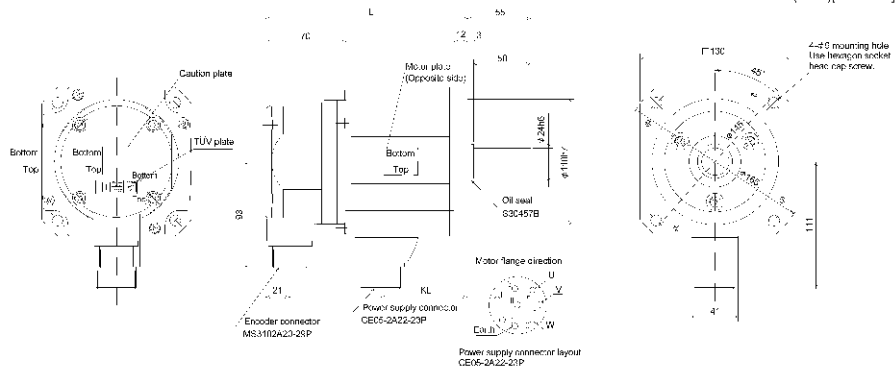 L
55
70
12
3
50
Motor plate
(Opposite side)
Caution plate
TÜV plate
Bottom
Top
Bottom
Top
Bottom
Bottom
Top
ϕ24h6
Oil seal
S30457B
93
21
KL
Encoder connector
MS3102A20-29P
Power supply connector
CE05-2A22-23P
Motor flange direction
U
V
W
Earth
Power supply connector layout
CE05-2A22-23P
□130
45°
4-ϕ9 mounting hole
Use hexagon socket
head cap screw.
ϕ145
ϕ165
111
41